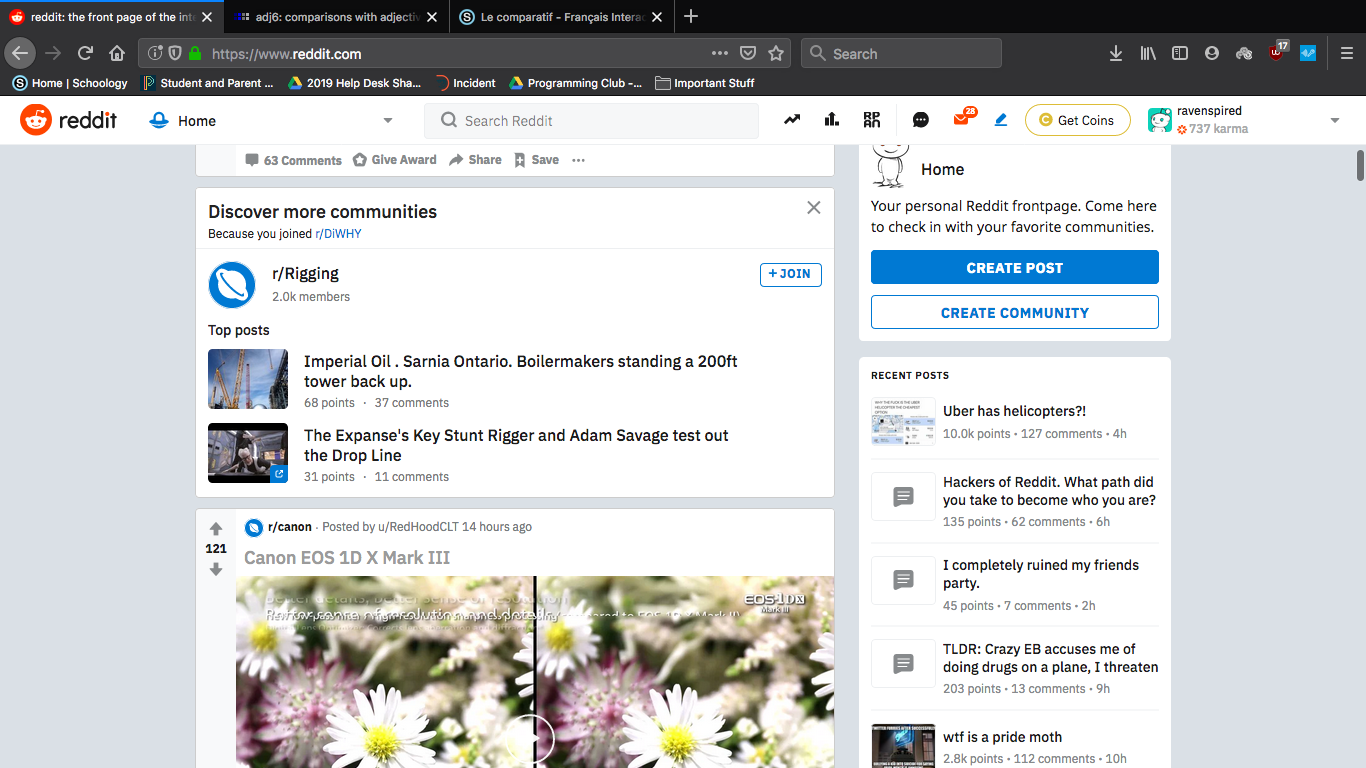 reddit: the front page of the inte
adj6: comparisons with adjectiv
Le comparatif - Français Interac
https://www.reddit.com
Search
17
Home | Schoology
Student and Parent ...
2019 Help Desk Sha...
Incident
Programming Club -...
Important Stuff
reddit
Home
Search Reddit
28
Get Coins
ravenspired
737 karma
63 Comments
Give Award
Share
Save
Discover more communities
Because you joined r/DiWHY
r/Rigging
2.0k members
+ JOIN
Top posts
Imperial Oil . Sarnia Ontario. Boilermakers standing a 200ft
tower back up.
68 points · 37 comments
The Expanse's Key Stunt Rigger and Adam Savage test out
the Drop Line
31 points · 11 comments
121
r/canon · Posted by u/RedHoodCLT 14 hours ago
Canon EOS 1D X Mark III
EOS-1DX
Mark III
Home
Your personal Reddit frontpage. Come here
to check in with your favorite communities.
CREATE POST
CREATE COMMUNITY
RECENT POSTS
Uber has helicopters?!
10.0k points · 127 comments · 4h
Hackers of Reddit. What path did
you take to become who you are?
135 points · 62 comments · 6h
I completely ruined my friends
party.
45 points · 7 comments · 2h
TLDR: Crazy EB accuses me of
doing drugs on a plane, I threaten
203 points · 13 comments · 9h
wtf is a pride moth
2.8k points · 112 comments · 10h